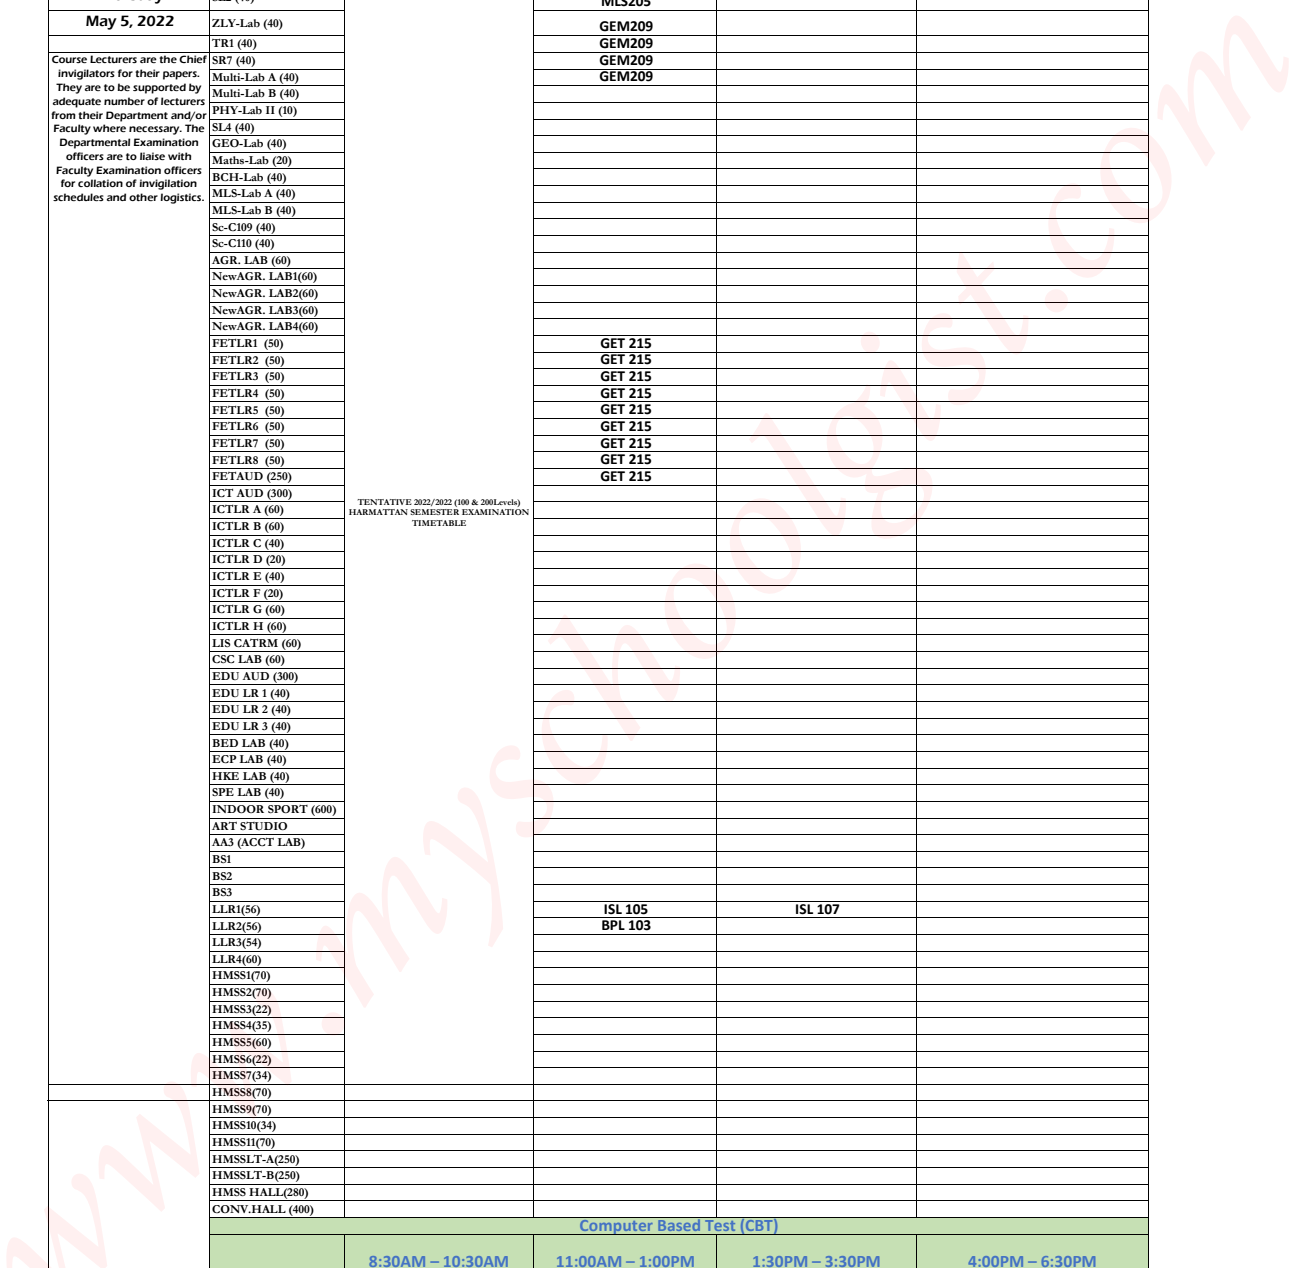 MLS205
May 5, 2022
ZLY-Lab (40) GEM209
TR1 (40) GEM209
Course Lecturers are the Chief
invigilators for their papers.
They are to be supported by
adequate number of lecturers
from their Department and/or
Faculty where necessary. The
Departmental Examination
officers are to liaise with
Faculty Examination officers
for collation of invigilation
schedules and other logistics.
SR7 (40) GEM209
Multi-Lab A (40) GEM209
Multi-Lab B (40)
PHY-Lab II (10)
SL4 (40)
GEO-Lab (40)
Maths-Lab (20)
BCH-Lab (40)
MLS-Lab A (40)
MLS-Lab B (40)
Sc-C109 (40)
Sc-C110 (40)
AGR. LAB (60)
NewAGR. LAB1(60)
NewAGR. LAB2(60)
NewAGR. LAB3(60)
NewAGR. LAB4(60)
FETLR1 (50) GET 215
FETLR2 (50) GET 215
FETLR3 (50) GET 215
FETLR4 (50) GET 215
FETLR5 (50) GET 215
FETLR6 (50) GET 215
FETLR7 (50) GET 215
FETLR8 (50) GET 215
FETAUD (250) GET 215
ICT AUD (300)
TENTATIVE 2022/2022 (100 & 200Levels)
HARMATTAN SEMESTER EXAMINATION
TIMETABLE
ICTLR A (60)
ICTLR B (60)
ICTLR C (40)
ICTLR D (20)
ICTLR E (40)
ICTLR F (20)
ICTLR G (60)
ICTLR H (60)
LIS CATRM (60)
CSC LAB (60)
EDU AUD (300)
EDU LR 1 (40)
EDU LR 2 (40)
EDU LR 3 (40)
BED LAB (40)
ECP LAB (40)
HKE LAB (40)
SPE LAB (40)
INDOOR SPORT (600)
ART STUDIO
AA3 (ACCT LAB)
BS1
BS2
BS3
LLR1(56) ISL 105 ISL 107
LLR2(56) BPL 103
LLR3(54)
LLR4(60)
HMSS1(70)
HMSS2(70)
HMSS3(22)
HMSS4(35)
HMSS5(60)
HMSS6(22)
HMSS7(34)
HMSS8(70)
HMSS9(70)
HMSS10(34)
HMSS11(70)
HMSSLT-A(250)
HMSSLT-B(250)
HMSS HALL(280)
CONV.HALL (400)
Computer Based Test (CBT)
8:30AM – 10:30AM 11:00AM – 1:00PM 1:30PM – 3:30PM 4:00PM – 6:30PM
www.myschoolgist.com